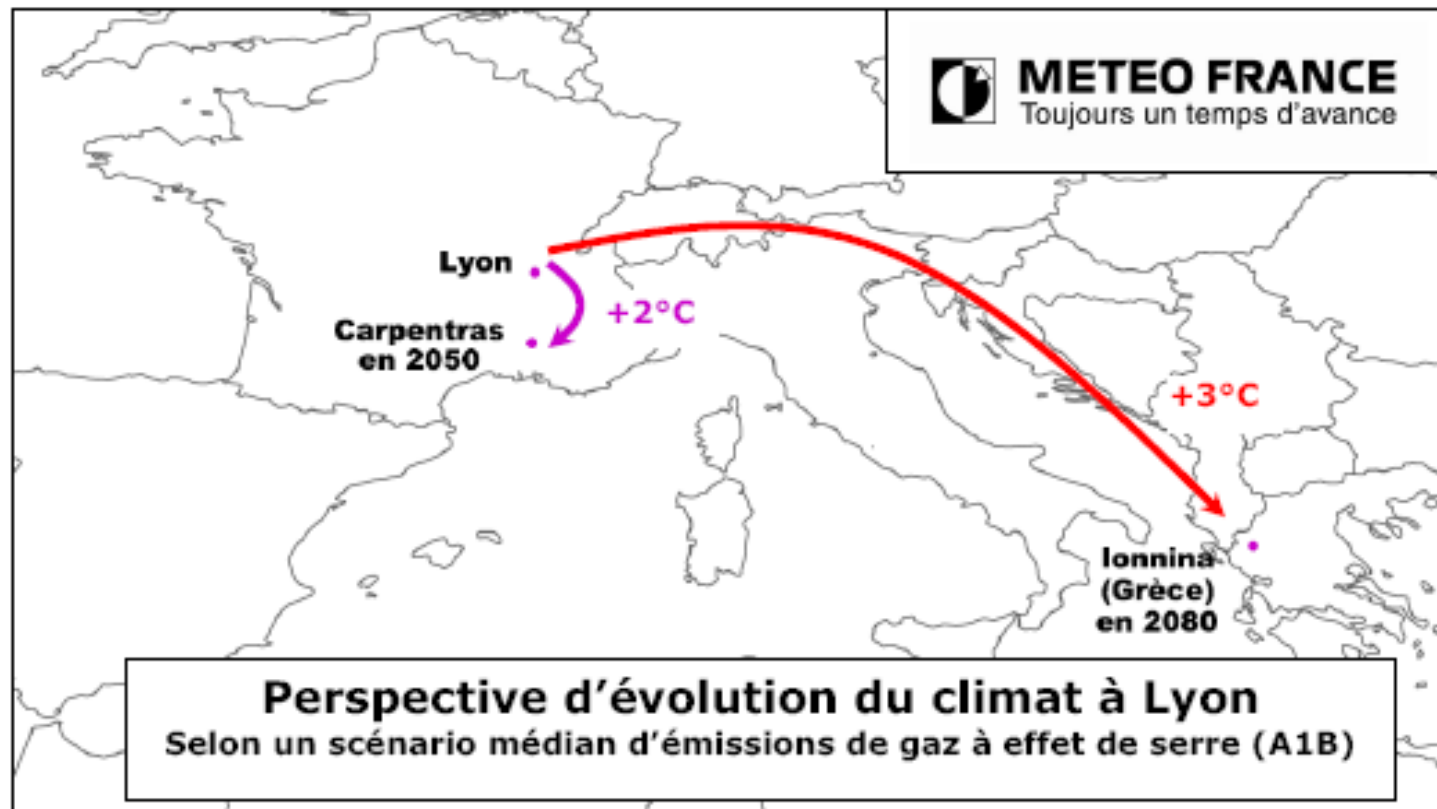 METEO FRANCE
Toujours un temps d'avance
Lyon
+2°C
Carpentras
en 2050
+3°C
Ionnina
(Grèce)
en 2080
Perspective d'évolution du climat à Lyon
Selon un scénario médian d'émissions de gaz à effet de serre (A1B)